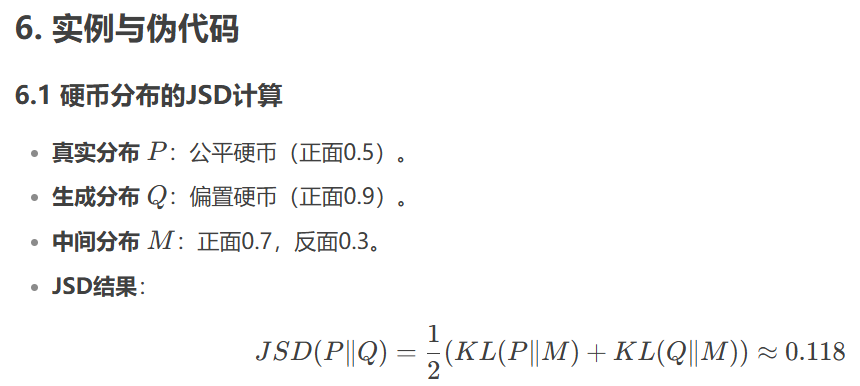 6. 实例与伪代码
6.1 硬币分布的JSD计算
• 真实分布 P：公平硬币（正面0.5）。
• 生成分布 Q：偏置硬币（正面0.9）。
• 中间分布 M：正面0.7，反面0.3。
• JSD结果：
JSD(P‖Q) = 1/2 (KL(P‖M) + KL(Q‖M)) ≈ 0.118